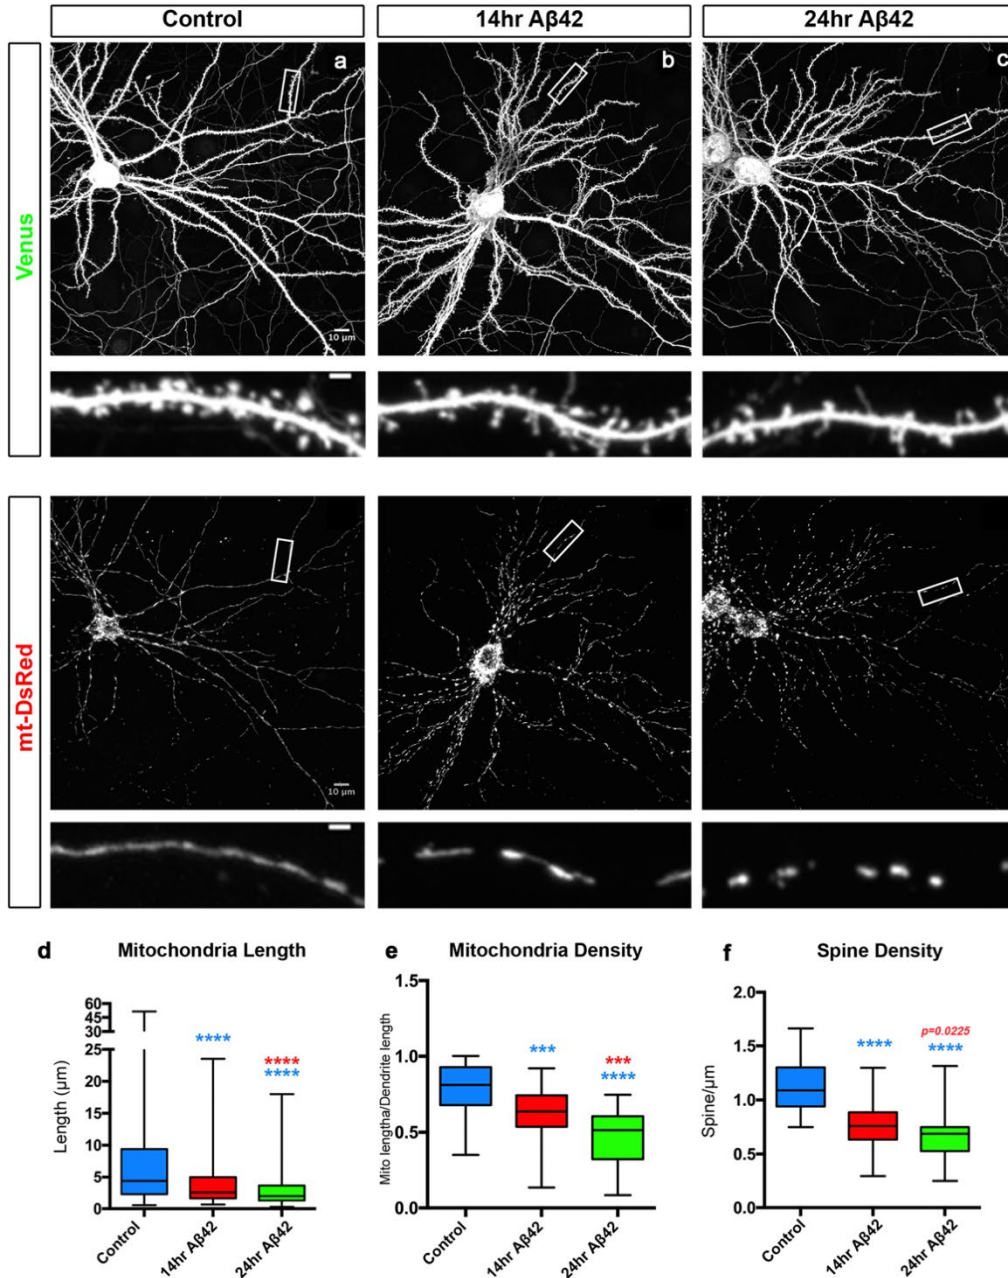 Control 14hr Aβ42 24hr Aβ42
Venus
a b c
10 µm
mt-DsRed
10 µm
d Mitochondria Length
Length (µm)
60
45
30
25
20
15
10
5
0
****
****
****
Control 14hr Aβ42 24hr Aβ42
e Mitochondria Density
Mito lengtha/Dendrite length
1.5
1.0
0.5
0.0
***
***
****
Control 14hr Aβ42 24hr Aβ42
f Spine Density
Spine/µm
2.0
1.5
1.0
0.5
0.0
****
p=0.0225
****
Control 14hr Aβ42 24hr Aβ42